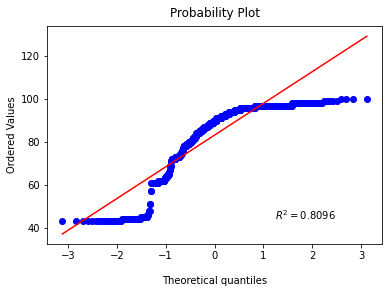 Probability Plot
Ordered Values
120
100
80
60
40
R² = 0.8096
−3 −2 −1 0 1 2 3
Theoretical quantiles